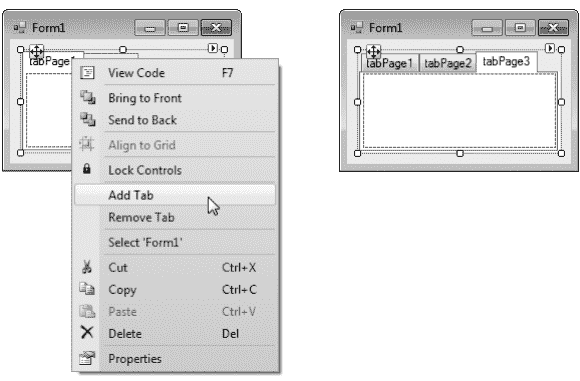 Form1
tabPage1
View Code F7
Bring to Front
Send to Back
Align to Grid
Lock Controls
Add Tab
Remove Tab
Select 'Form1'
Cut Ctrl+X
Copy Ctrl+C
Paste Ctrl+V
Delete Del
Properties
Form1
tabPage1 tabPage2 tabPage3